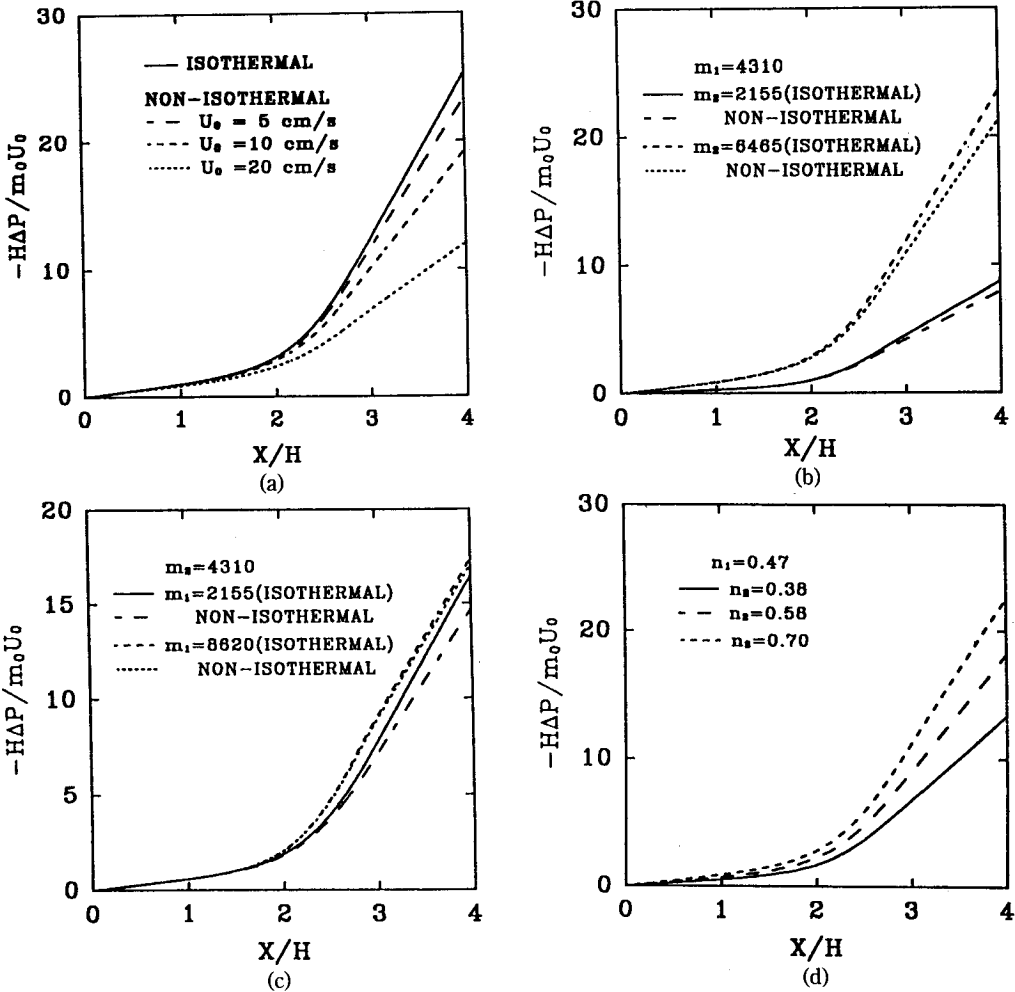 30
20
10
0
−HΔP/m₀U₀
ISOTHERMAL
NON-ISOTHERMAL
U₀ = 5 cm/s
U₀ =10 cm/s
U₀ =20 cm/s
0 1 2 3 4
X/H
(a)
30
20
10
0
−HΔP/m₀U₀
m₁=4310
m₂=2155(ISOTHERMAL)
NON-ISOTHERMAL
m₂=6465(ISOTHERMAL)
NON-ISOTHERMAL
0 1 2 3 4
X/H
(b)
20
15
10
5
0
−HΔP/m₀U₀
m₂=4310
m₁=2155(ISOTHERMAL)
NON-ISOTHERMAL
m₁=8620(ISOTHERMAL)
NON-ISOTHERMAL
0 1 2 3 4
X/H
(c)
30
20
10
0
−HΔP/m₀U₀
n₁=0.47
n₂=0.38
n₂=0.58
n₂=0.70
0 1 2 3 4
X/H
(d)